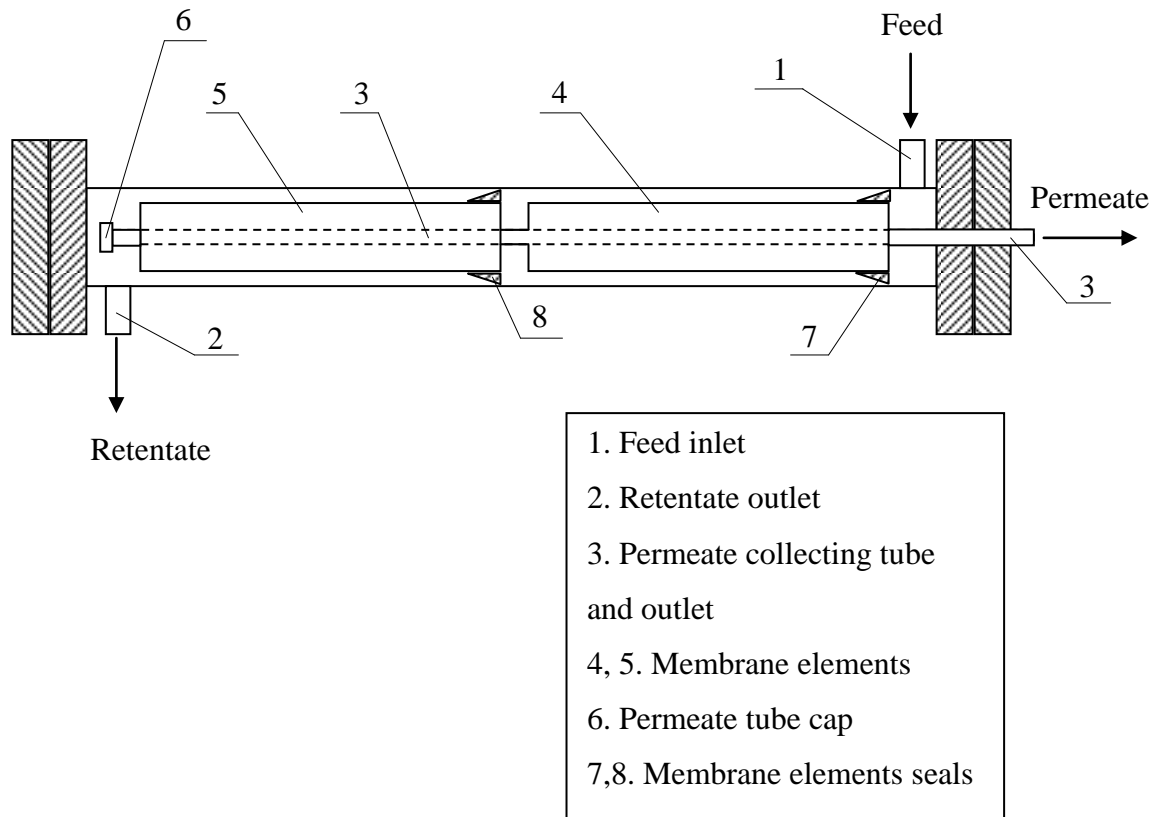 6
Feed
1
5
3
4
Permeate
3
8
7
2
Retentate
1. Feed inlet
2. Retentate outlet
3. Permeate collecting tube
and outlet
4, 5. Membrane elements
6. Permeate tube cap
7,8. Membrane elements seals